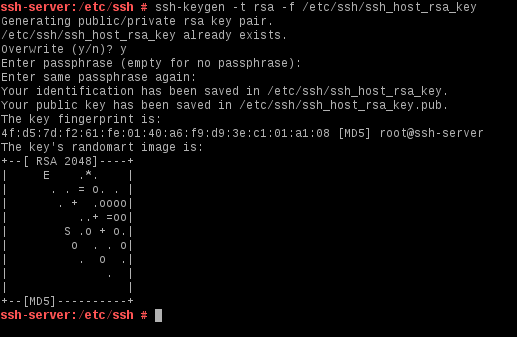 ssh-server:/etc/ssh # ssh-keygen -t rsa -f /etc/ssh/ssh_host_rsa_key
Generating public/private rsa key pair.
/etc/ssh/ssh_host_rsa_key already exists.
Overwrite (y/n)? y
Enter passphrase (empty for no passphrase):
Enter same passphrase again:
Your identification has been saved in /etc/ssh/ssh_host_rsa_key.
Your public key has been saved in /etc/ssh/ssh_host_rsa_key.pub.
The key fingerprint is:
4f:d5:7d:f2:61:fe:01:40:a6:f9:d9:3e:c1:01:a1:08 [MD5] root@ssh-server
The key's randomart image is:
+--[ RSA 2048]----+
|     E    .*.    |
|      . . = o. . |
|       . +  .oooo|
|          ..+ =oo|
|        S .o + o.|
|         o  . . o|
|          .  o  .|
|              .  |
|                 |
+--[MD5]----------+
ssh-server:/etc/ssh #